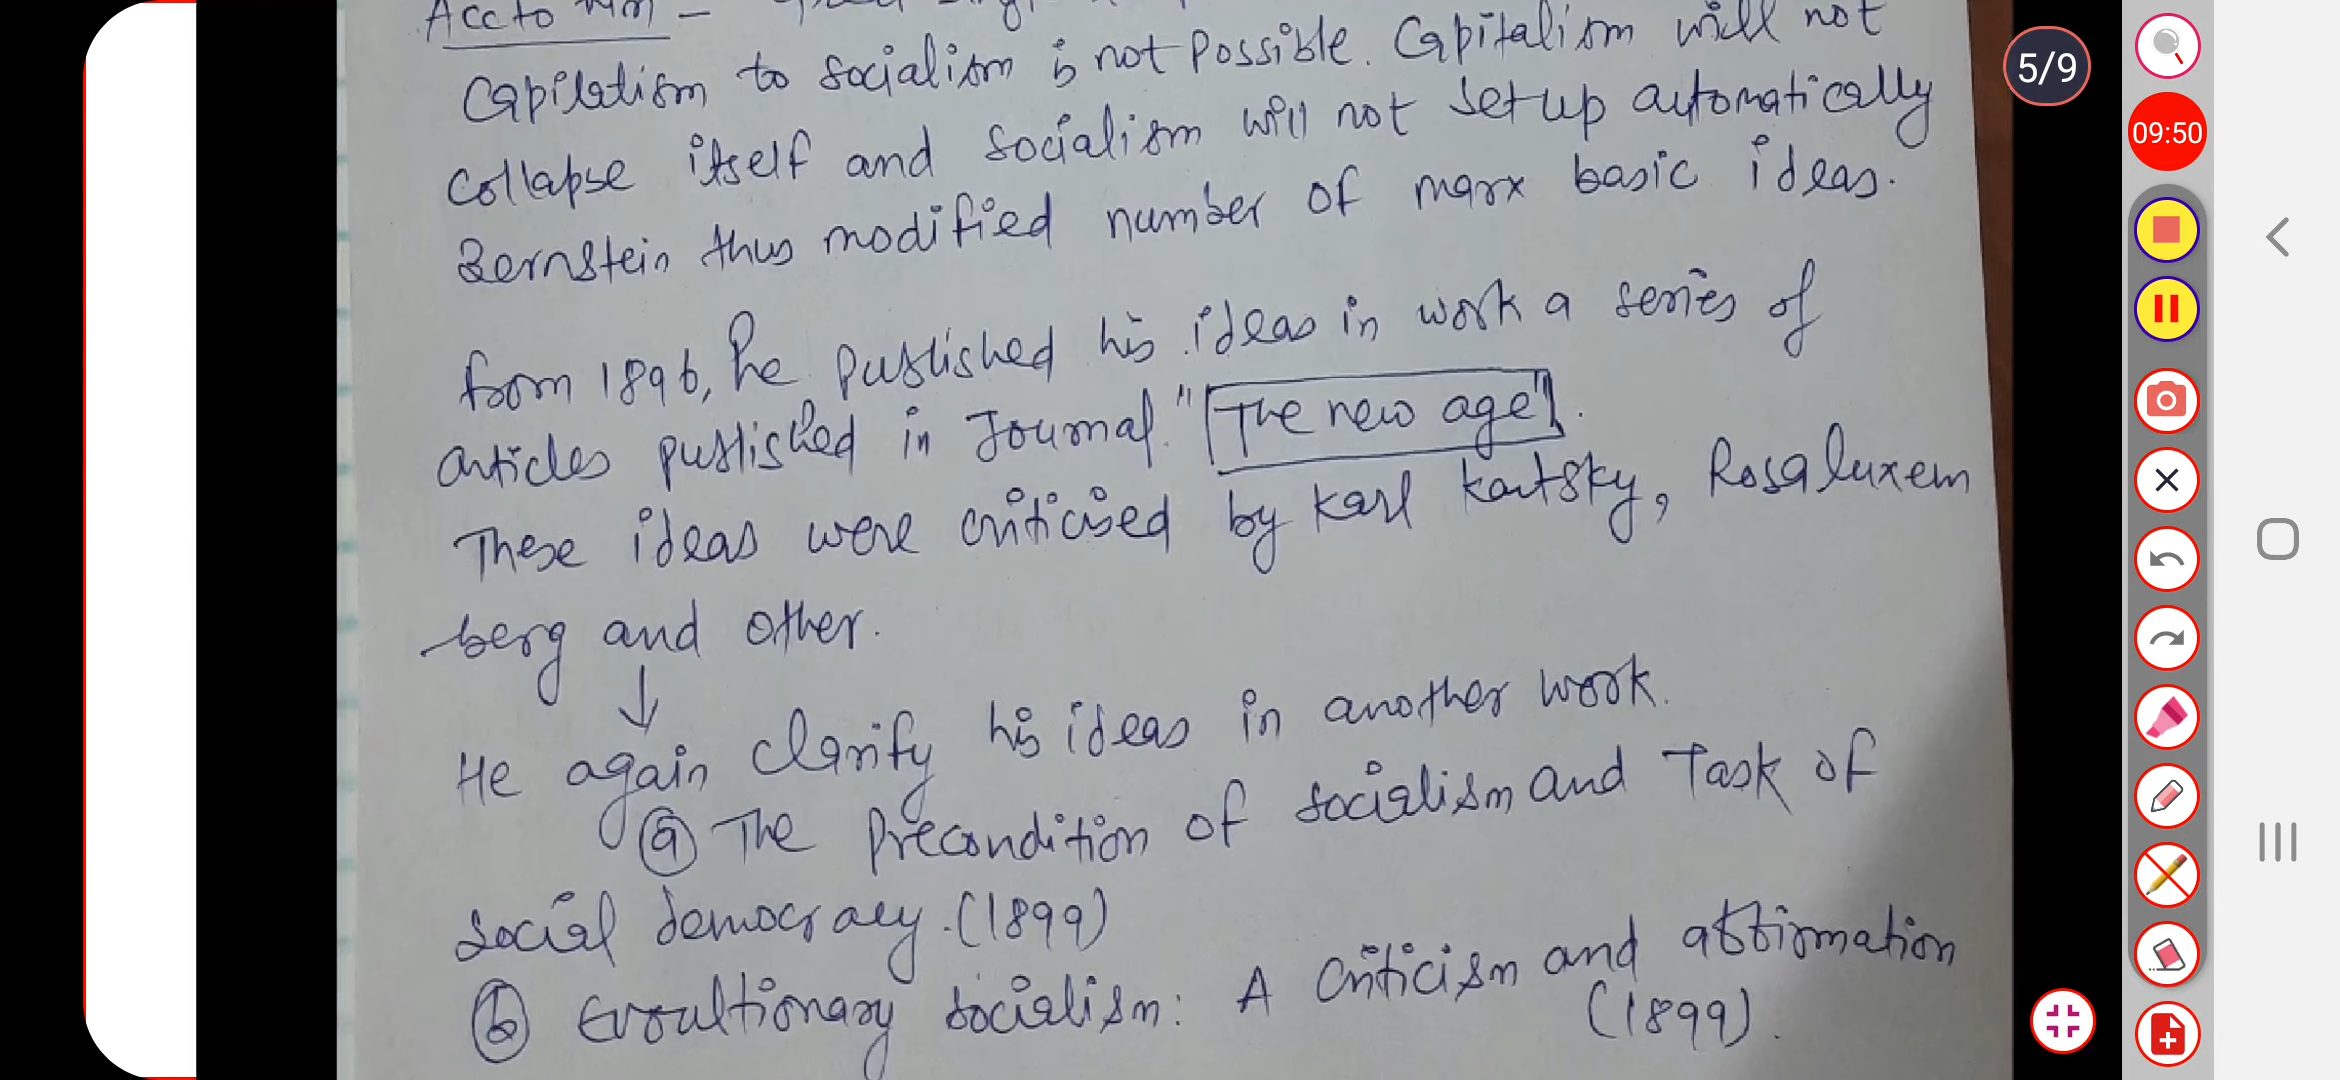 Acc to him –
Capitalism to socialism is not possible. Capitalism will not
collapse itself and socialism will not set up automatically
Bernstein thus modified number of marx basic ideas.
from 1896, he published his ideas in work a series of
articles published in Journal "The new age".
These ideas were criticised by Karl Kautsky, Rosa luxem
berg and other.
↓
He again clarify his ideas in another work.
(a) The Precondition of socialism and Task of
social democracy. (1899)
(b) Evoultionary socialism: A criticism and affirmation
(1899).
5/9
09:50